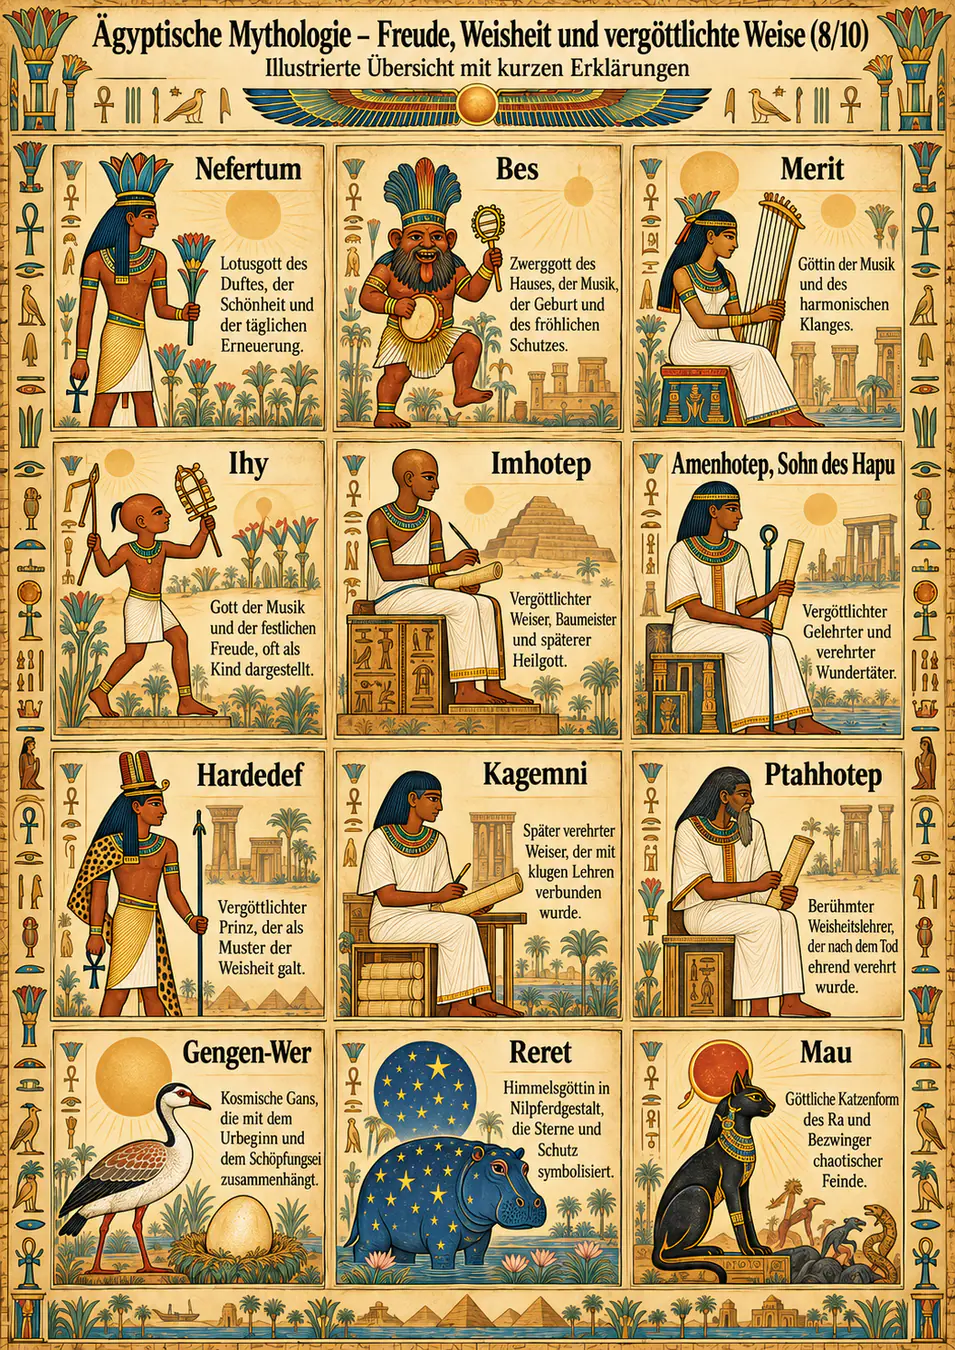 Ägyptische Mythologie – Freude, Weisheit und vergöttlichte Weise (8/10)
Illustrierte Übersicht mit kurzen Erklärungen
Nefertum
Lotusgott des
Duftes, der
Schönheit und
der täglichen
Erneuerung.
Bes
Zwerggott des
Hauses, der Musik,
der Geburt und
des fröhlichen
Schutzes.
Merit
Göttin der Musik
und des
harmonischen
Klanges.
Ihy
Gott der Musik
und der festlichen
Freude, oft als
Kind dargestellt.
Imhotep
Vergöttlichter
Weiser, Baumeister
und späterer
Heilgott.
Amenhotep, Sohn des Hapu
Vergöttlichter
Gelehrter und
verehrter
Wundertäter.
Hardedef
Vergöttlichter
Prinz, der als
Muster der
Weisheit galt.
Kagemni
Später verehrter
Weiser, der mit
klugen Lehren
verbunden
wurde.
Ptahhotep
Berühmter
Weisheitslehrer,
der nach dem Tod
ehrend verehrt
wurde.
Gengen-Wer
Kosmische Gans,
die mit dem
Urbeginn und
dem Schöpfungsei
zusammenhängt.
Reret
Himmelsgöttin in
Nilpferdgestalt,
die Sterne und
Schutz
symbolisiert.
Mau
Göttliche Katzenform
des Ra und
Bezwinger
chaotischer
Feinde.